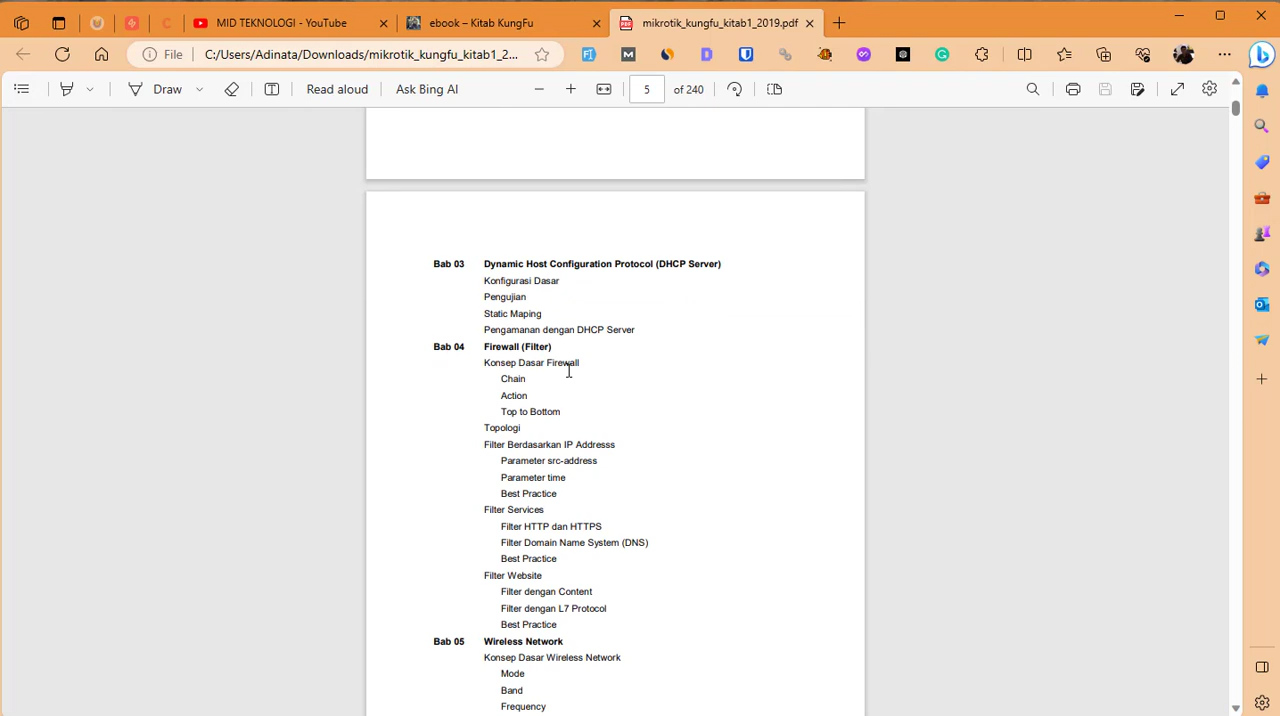 MID TEKNOLOGI - YouTube
ebook – Kitab KungFu
mikrotik_kungfu_kitab1_2019.pdf
File
C:/Users/Adinata/Downloads/mikrotik_kungfu_kitab1_2...
Draw
Read aloud
Ask Bing AI
5 of 240
Bab 03 Dynamic Host Configuration Protocol (DHCP Server)
Konfigurasi Dasar
Pengujian
Static Maping
Pengamanan dengan DHCP Server
Bab 04 Firewall (Filter)
Konsep Dasar Firewall
Chain
Action
Top to Bottom
Topologi
Filter Berdasarkan IP Addresss
Parameter src-address
Parameter time
Best Practice
Filter Services
Filter HTTP dan HTTPS
Filter Domain Name System (DNS)
Best Practice
Filter Website
Filter dengan Content
Filter dengan L7 Protocol
Best Practice
Bab 05 Wireless Network
Konsep Dasar Wireless Network
Mode
Band
Frequency